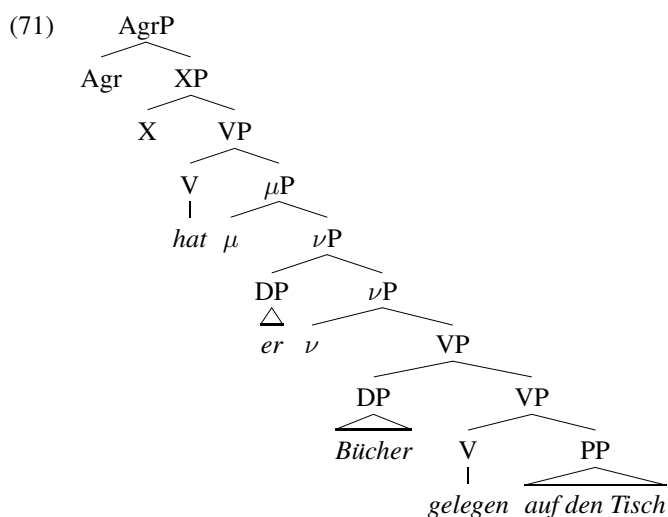 (71) AgrP
Agr XP
X VP
V μP
hat μ νP
DP νP
er ν VP
DP VP
Bücher V PP
gelegen auf den Tisch